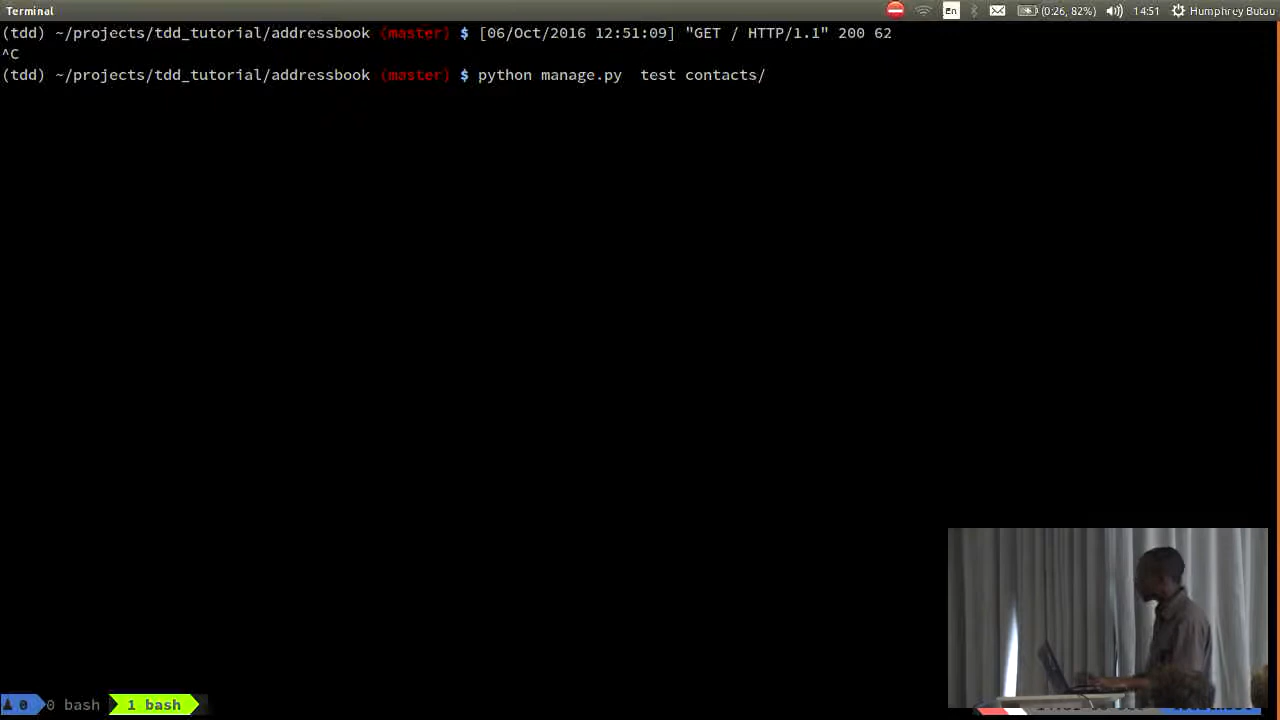 Terminal
En
(0:26, 82%)
14:51
Humphrey Butau
(tdd) ~/projects/tdd_tutorial/addressbook (master) $ [06/Oct/2016 12:51:09] "GET / HTTP/1.1" 200 62
^C
(tdd) ~/projects/tdd_tutorial/addressbook (master) $ python manage.py  test contacts/
0 0 bash 1 bash